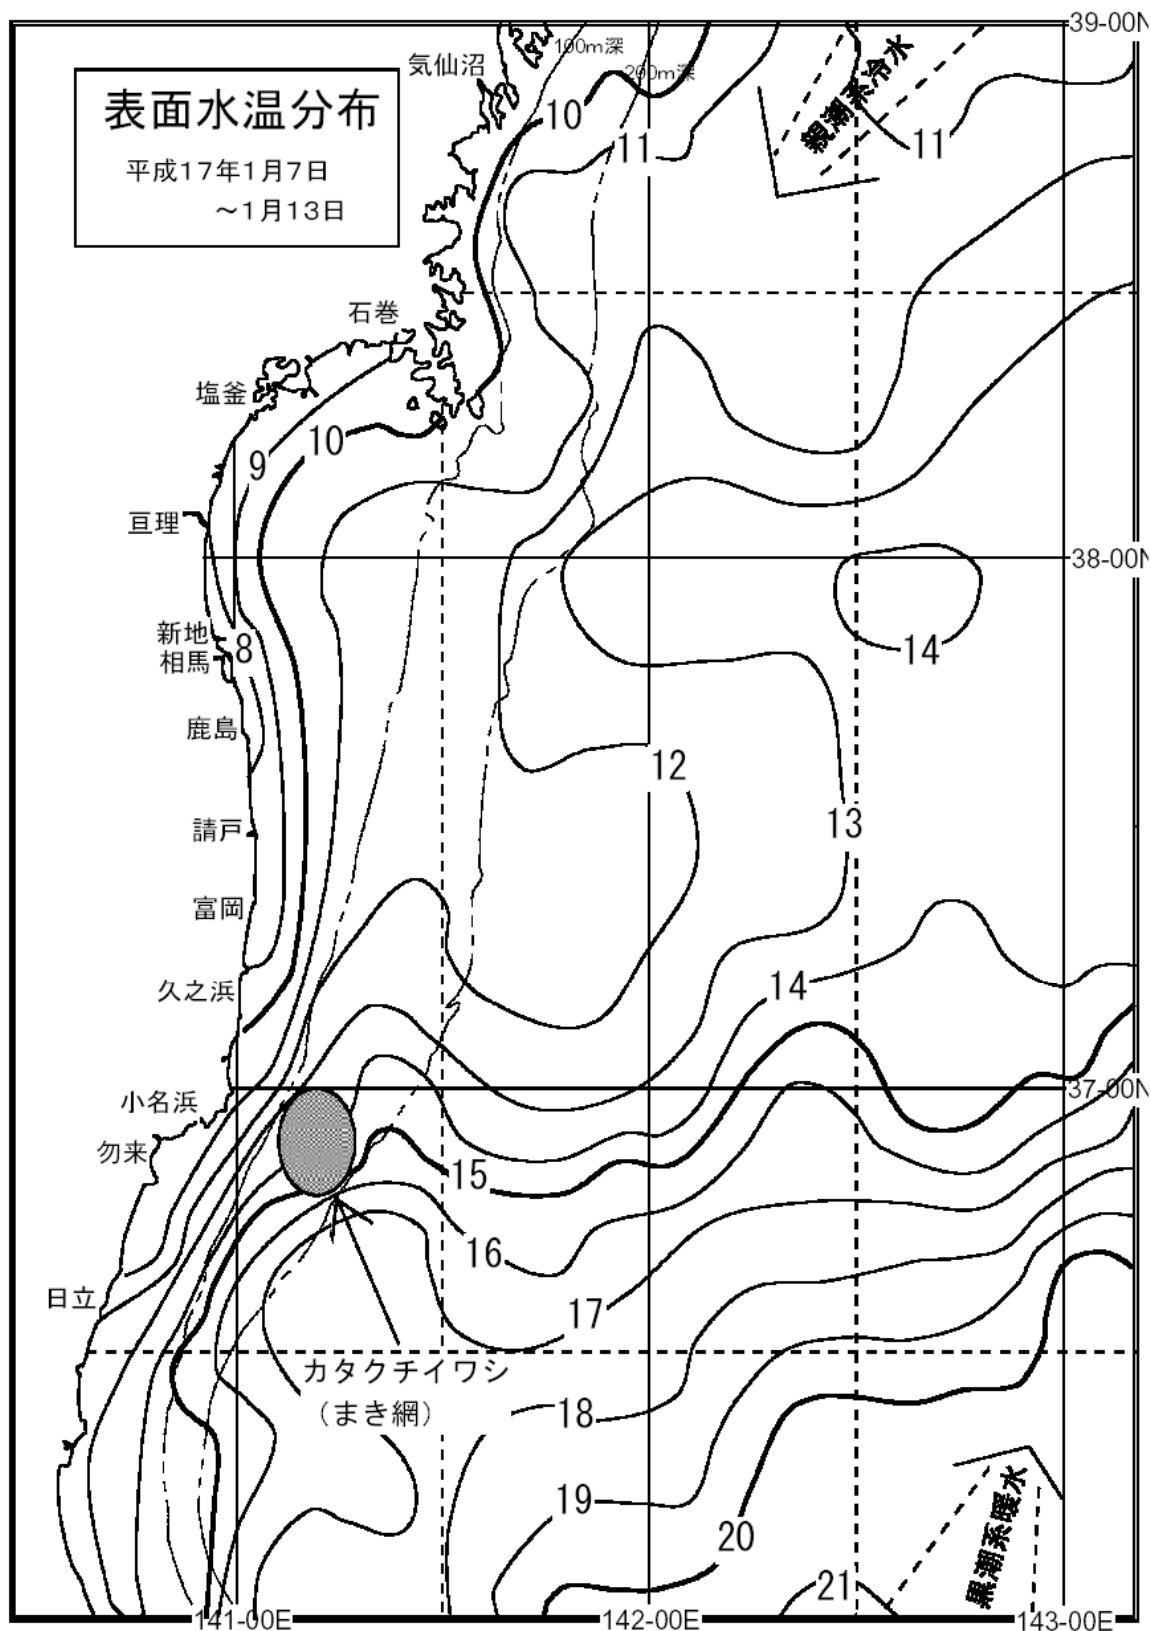 39-00N
100m深
気仙沼
200m深
親潮系冷水
表面水温分布
10
平成17年1月7日
11
11
～1月13日
石巻
塩釜
10
9
亘理
38-00N
新地
8
14
相馬
鹿島
12
請戸
13
富岡
久之浜
14
37-00N
小名浜
勿来
15
16
日立
17
カタクチイワシ
(まき網)
18
黒潮系暖水
19
20
21
141-00E
142-00E
143-00E